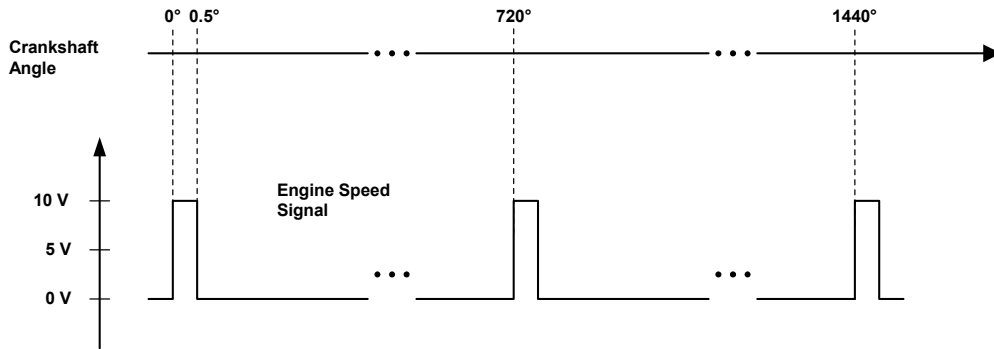 0° 0.5° 720° 1440°
Crankshaft
Angle
Engine Speed
Signal
10 V
5 V
0 V